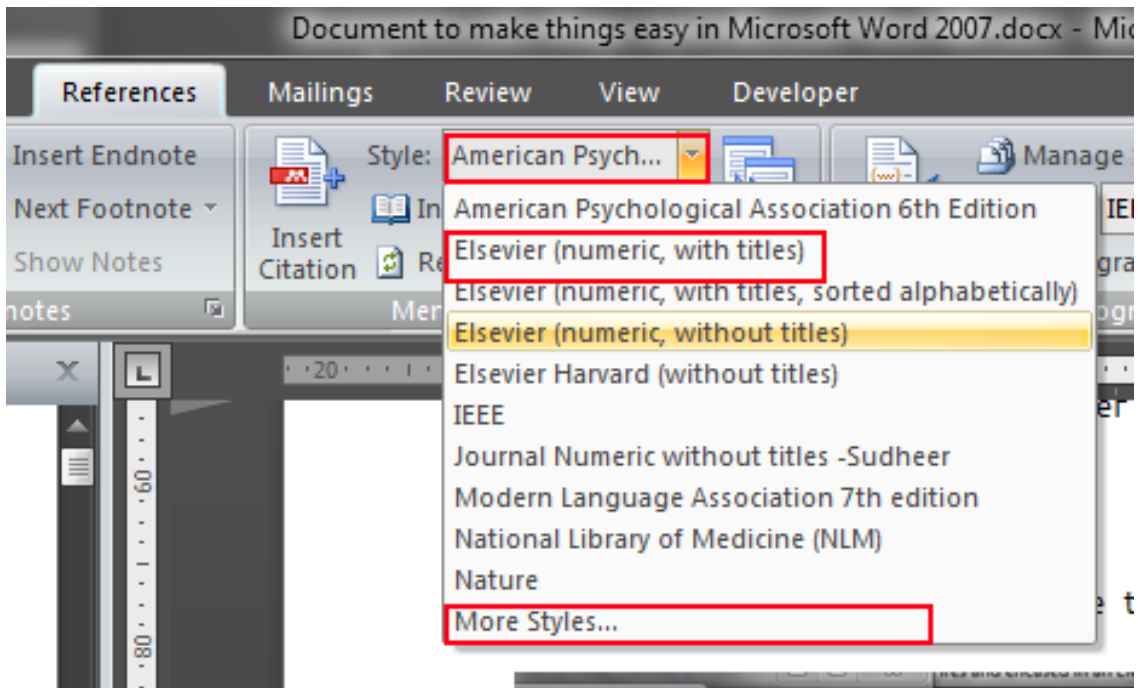 Document to make things easy in Microsoft Word 2007.docx -
References Mailings Review View Developer
Insert Endnote
Next Footnote
Show Notes
Insert
Citation
Style: American Psych...
Manage
American Psychological Association 6th Edition
Elsevier (numeric, with titles)
Elsevier (numeric, with titles, sorted alphabetically)
Elsevier (numeric, without titles)
Elsevier Harvard (without titles)
IEEE
Journal Numeric without titles -Sudheer
Modern Language Association 7th edition
National Library of Medicine (NLM)
Nature
More Styles...
20
60
80